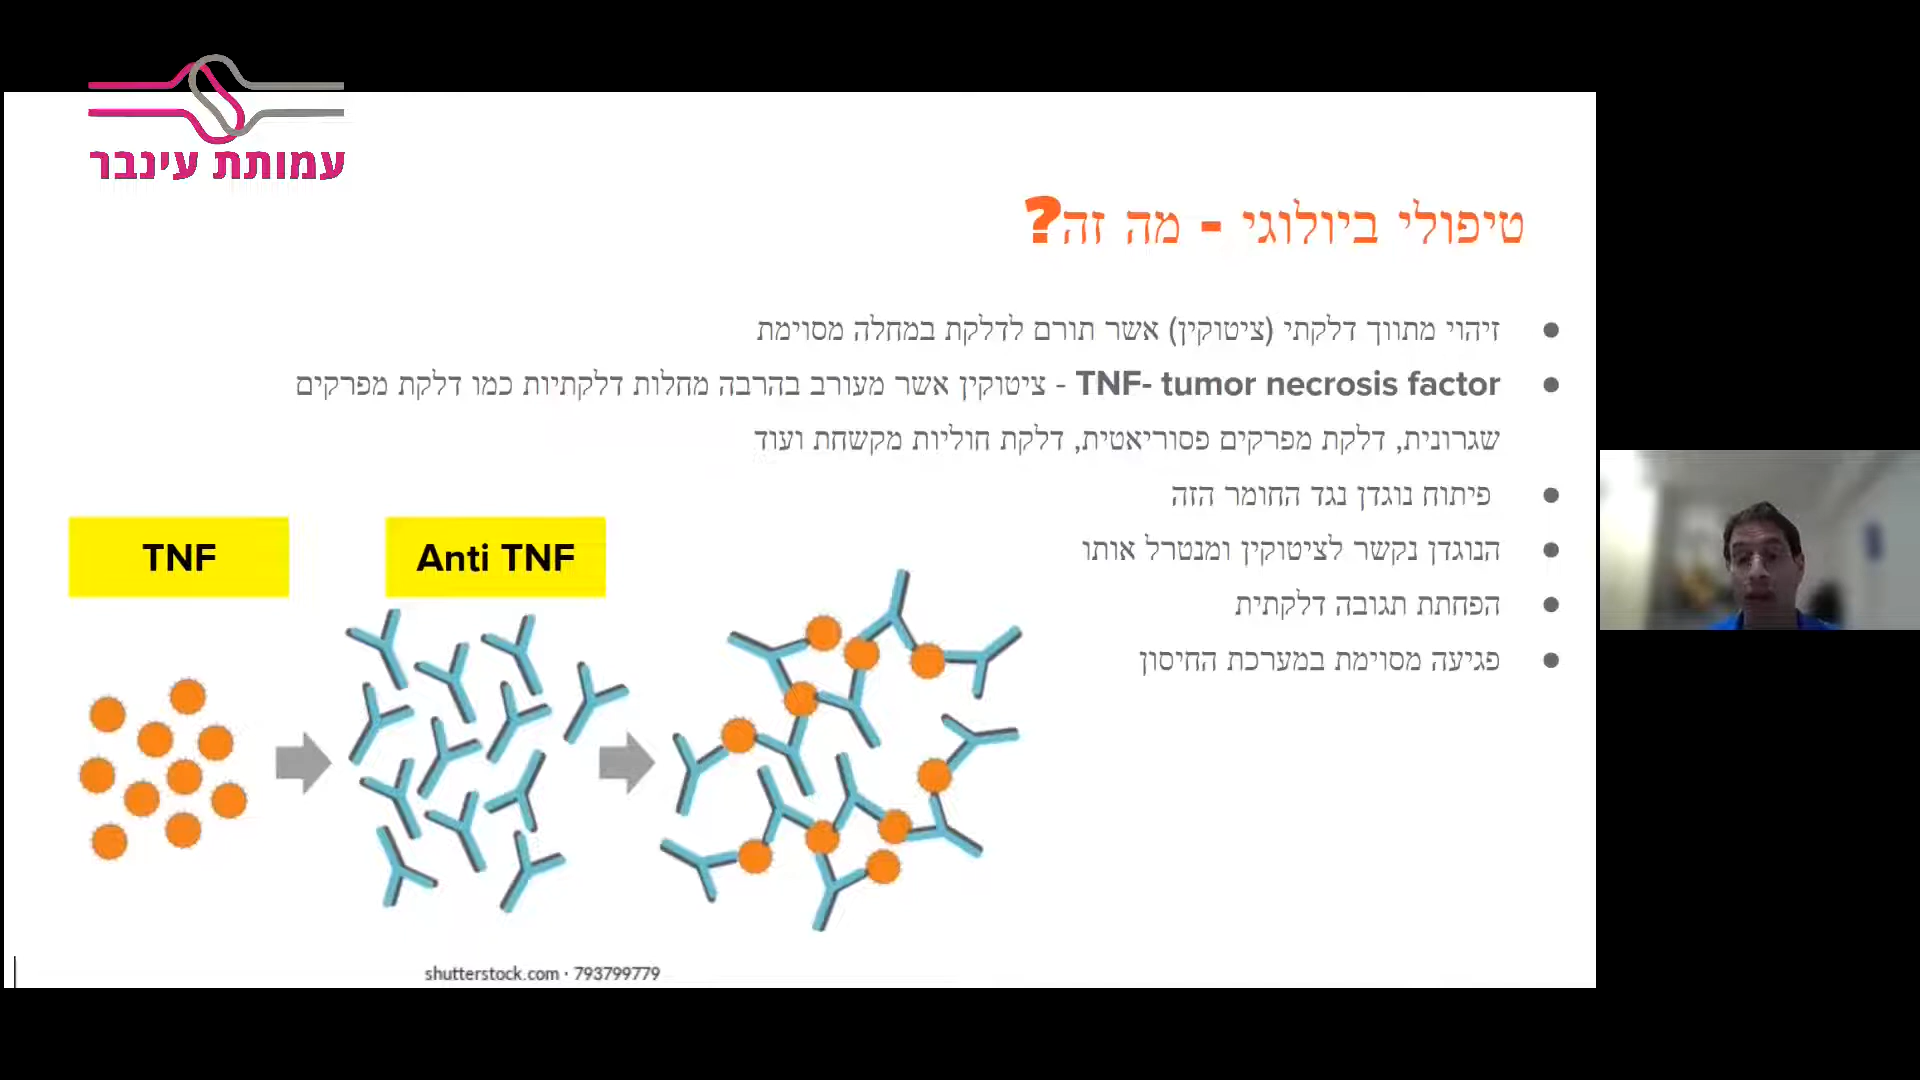 עמותת עינבר
טיפולי ביולוגי - מה זה?
זיהוי מתווך דלקתי (ציטוקין) אשר תורם לדלקת במחלה מסוימת
TNF- tumor necrosis factor - ציטוקין אשר מעורב בהרבה מחלות דלקתיות כמו דלקת מפרקים
שגרונית, דלקת מפרקים פסוריאטית, דלקת חוליות מקשחת ועוד
פיתוח נוגדן נגד החומר הזה
הנוגדן נקשר לציטוקין ומנטרל אותו
הפחתת תגובה דלקתית
פגיעה מסוימת במערכת החיסון
TNF
Anti TNF
shutterstock.com · 793799779